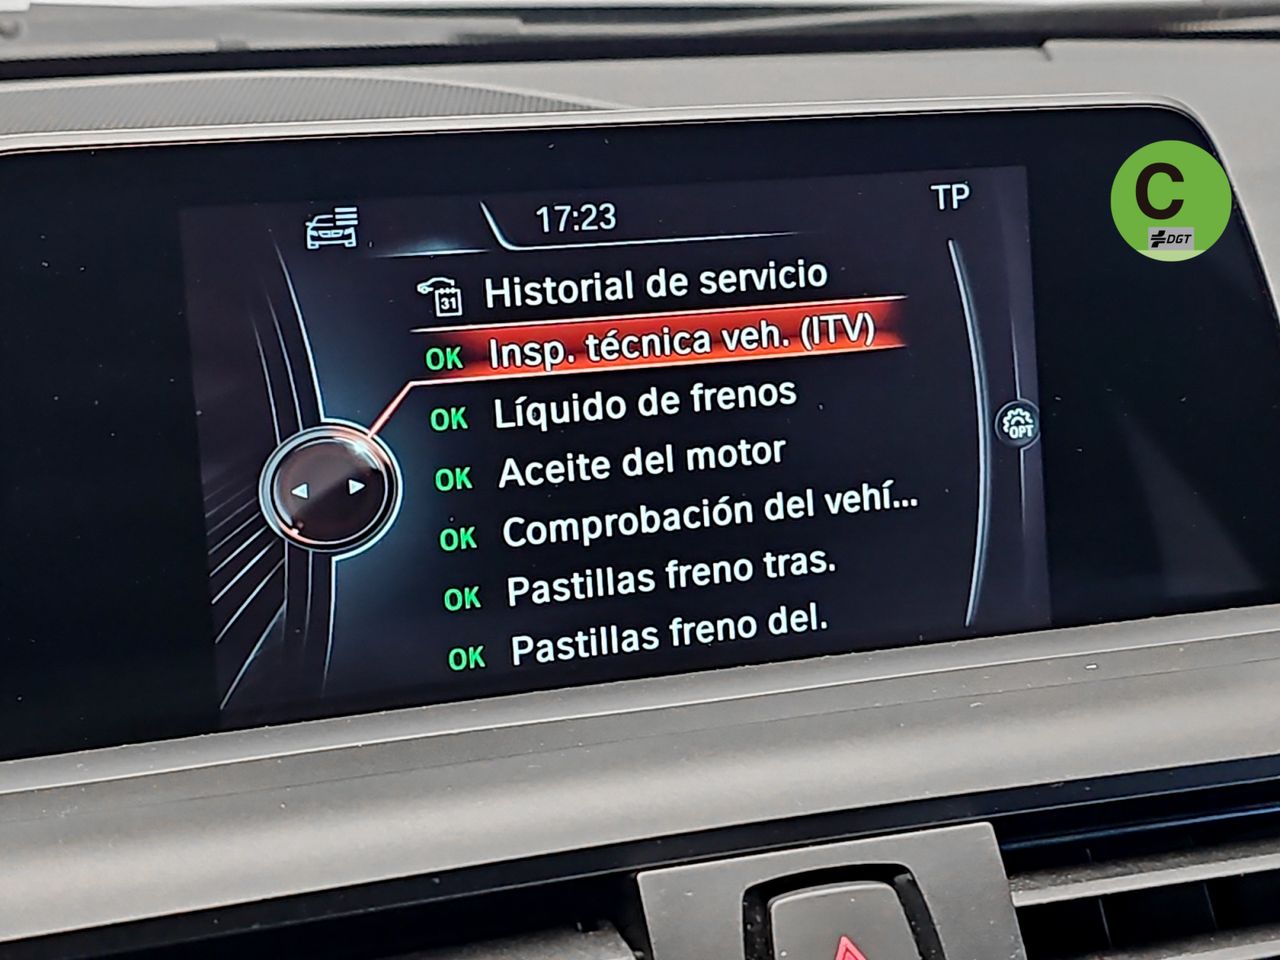 17:23
TP
C
DGT
31
Historial de servicio
OK Insp. técnica veh. (ITV)
OK Líquido de frenos
OK Aceite del motor
OPT
OK Comprobación del vehí...
OK Pastillas freno tras.
OK Pastillas freno del.